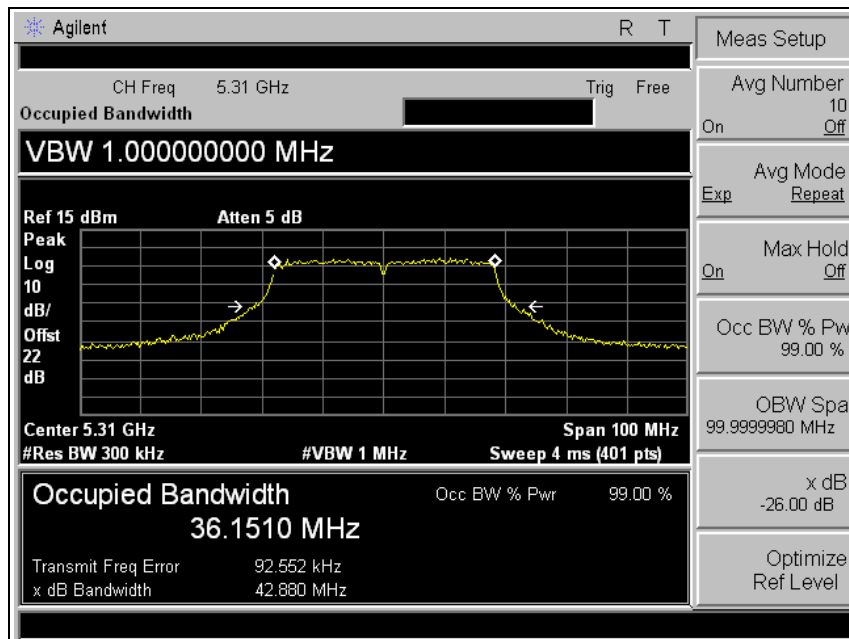 Agilent R T
CH Freq 5.31 GHz Trig Free
Occupied Bandwidth
VBW 1.000000000 MHz
Ref 15 dBm Atten 5 dB
Peak
Log
10
dB/
Offst
22
dB
Center 5.31 GHz Span 100 MHz
#Res BW 300 kHz #VBW 1 MHz Sweep 4 ms (401 pts)
Occupied Bandwidth Occ BW % Pwr 99.00 %
36.1510 MHz
Transmit Freq Error 92.552 kHz
x dB Bandwidth 42.880 MHz
Meas Setup
Avg Number
10
On Off
Avg Mode
Exp Repeat
Max Hold
On Off
Occ BW % Pw
99.00 %
OBW Spa
99.9999980 MHz
x dB
-26.00 dB
Optimize
Ref Level